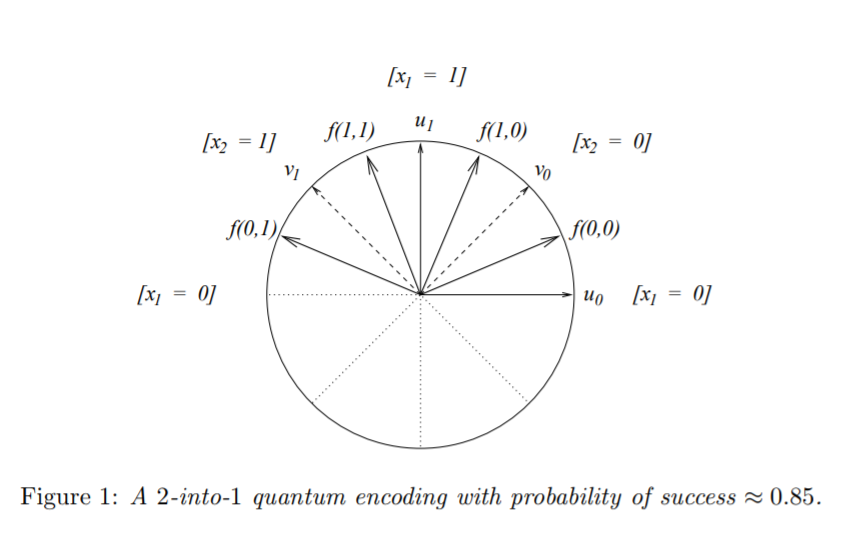 [x₁ = 1]
[x₂ = 1] f(1,1) u₁ f(1,0) [x₂ = 0]
v₁ v₀
f(0,1) f(0,0)
[x₁ = 0] u₀ [x₁ = 0]
Figure 1: A 2-into-1 quantum encoding with probability of success ≈ 0.85.